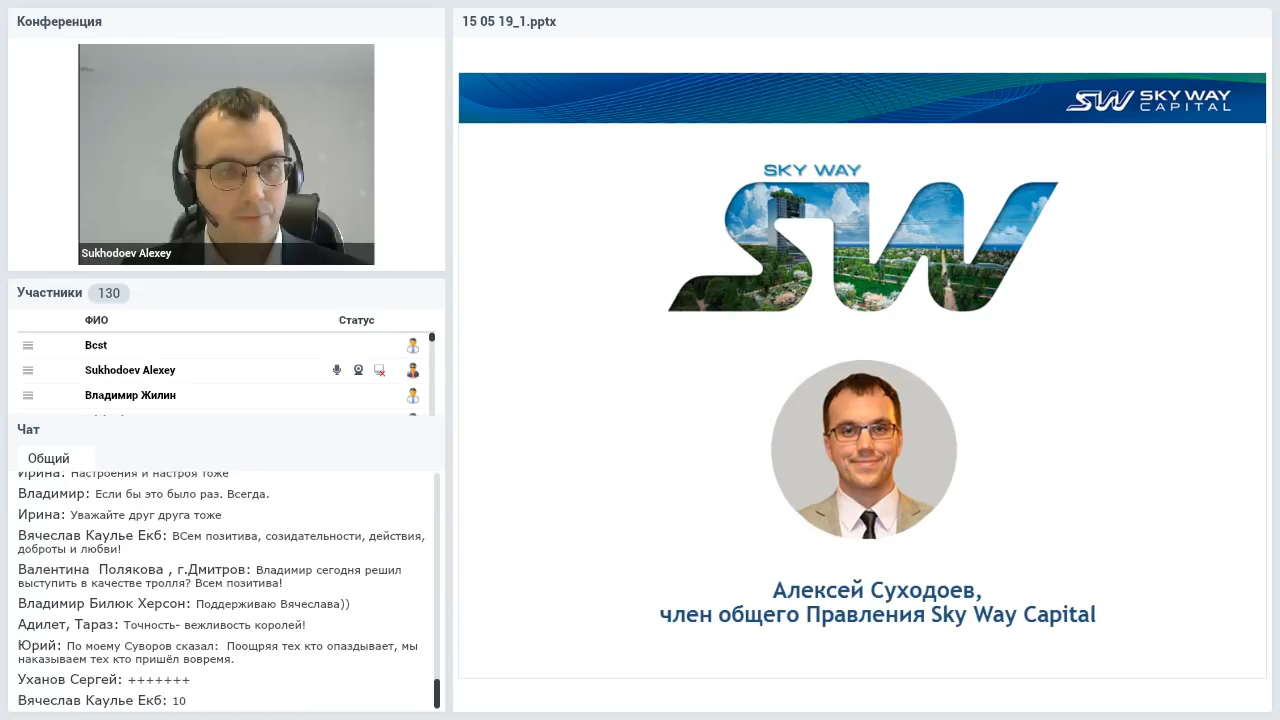 Конференция
Sukhodoev Alexey
Участники 130
ФИО Статус
Bcst
Sukhodoev Alexey
Владимир Жилин
Чат
Общий
Ирина: Настроения и настроя тоже
Владимир: Если бы это было раз. Всегда.
Ирина: Уважайте друг друга тоже
Вячеслав Каулье Екб: ВСем позитива, созидательности, действия,
доброты и любви!
Валентина Полякова , г.Дмитров: Владимир сегодня решил
выступить в качестве тролля? Всем позитива!
Владимир Билюк Херсон: Поддерживаю Вячеслава))
Адилет, Тараз: Точность- вежливость королей!
Юрий: По моему Суворов сказал: Поощряя тех кто опаздывает, мы
наказываем тех кто пришёл вовремя.
Уханов Сергей: +++++++
Вячеслав Каулье Екб: 10
15 05 19_1.pptx
SW SKY WAY
CAPITAL
SKY WAY
SW
Алексей Суходоев,
член общего Правления Sky Way Capital